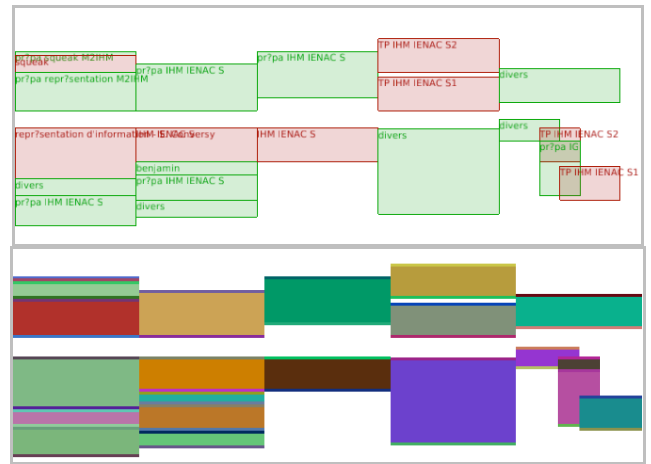 pr?pa squeak M2IHM
squeak
pr?pa repr?sentation M2IHM
pr?pa IHM IENAC S
pr?pa IHM IENAC S
TP IHM IENAC S2
TP IHM IENAC S1
divers
repr?sentation d'information
IHM IENAC S
divers
divers
TP IHM IENAC S2
pr?pa IG
benjamin
TP IHM IENAC S1
divers
pr?pa IHM IENAC S
pr?pa IHM IENAC S
divers